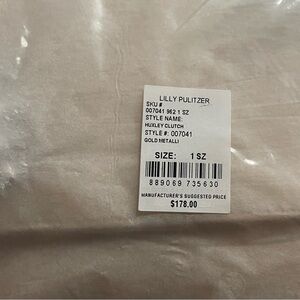 LILLY PULITZER
SKU #
007041 962 1 SZ
STYLE NAME:
HUXLEY CLUTCH
STYLE #: 007041
GOLD METALLI
SIZE: 1 SZ
889069 735630
MANUFACTURER'S SUGGESTED PRICE
$178.00